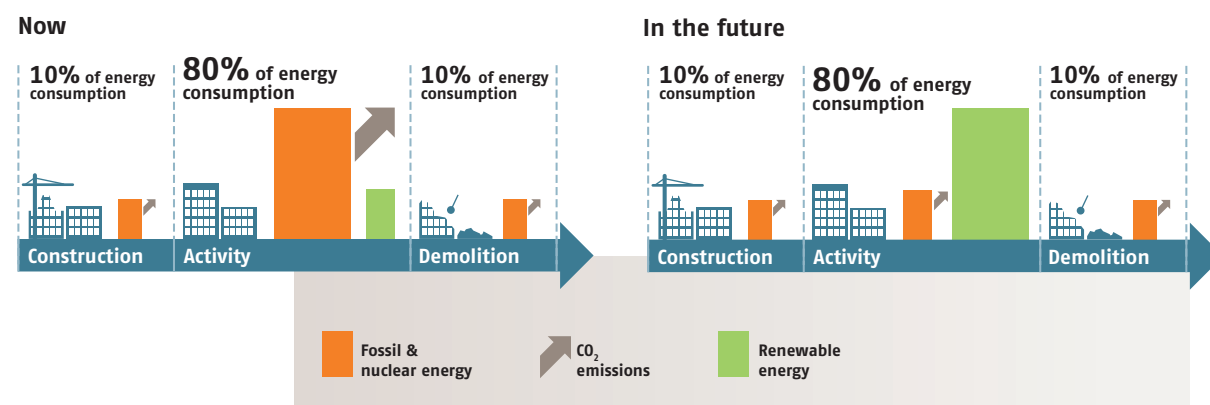 Now
10% of energy
consumption
80% of energy
consumption
10% of energy
consumption
Construction
Activity
Demolition
In the future
10% of energy
consumption
80% of energy
consumption
10% of energy
consumption
Construction
Activity
Demolition
Fossil &
nuclear energy
CO₂
emissions
Renewable
energy